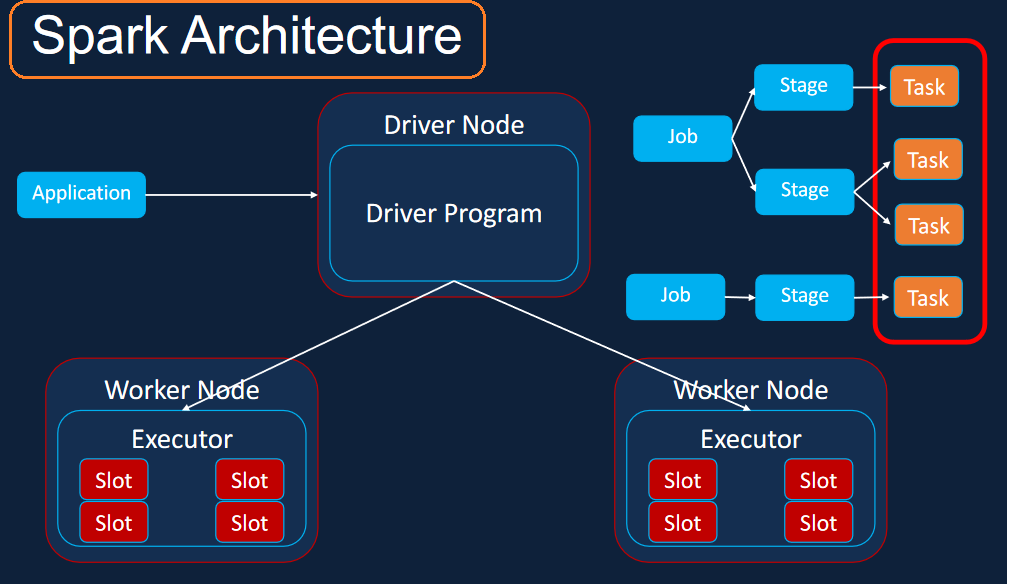 Spark Architecture
Driver Node
Driver Program
Application
Job
Stage
Task
Stage
Task
Task
Job
Stage
Task
Worker Node
Executor
Slot
Slot
Slot
Slot
Worker Node
Executor
Slot
Slot
Slot
Slot